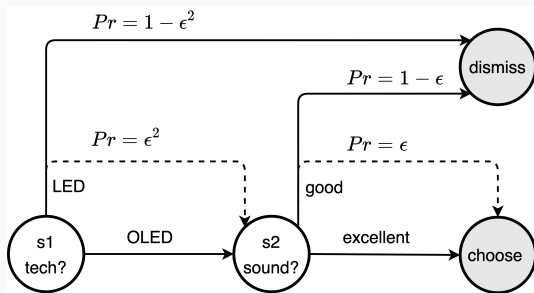 Pr = 1 − ϵ²
dismiss
Pr = 1 − ϵ
Pr = ϵ²
Pr = ϵ
LED
good
s1
tech?
OLED
s2
sound?
excellent
choose